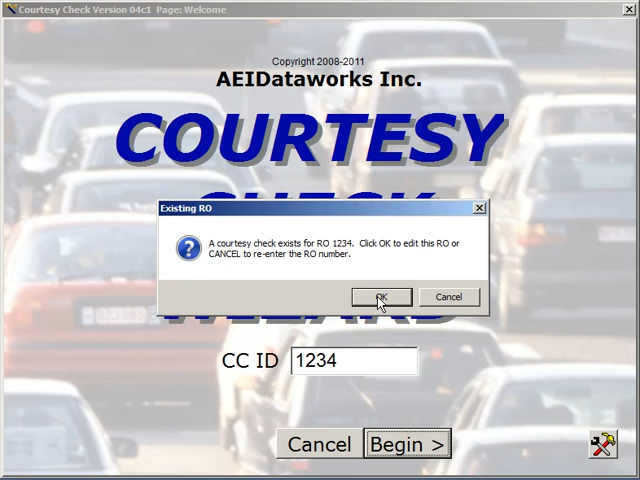 Courtesy Check Version 04c1 Page: Welcome
Copyright 2008-2011
AEIDataworks Inc.
COURTESY
CHECK
Existing RO
A courtesy check exists for RO 1234. Click OK to edit this RO or
CANCEL to re-enter the RO number.
OK Cancel
WIZARD
CC ID 1234
Cancel Begin >